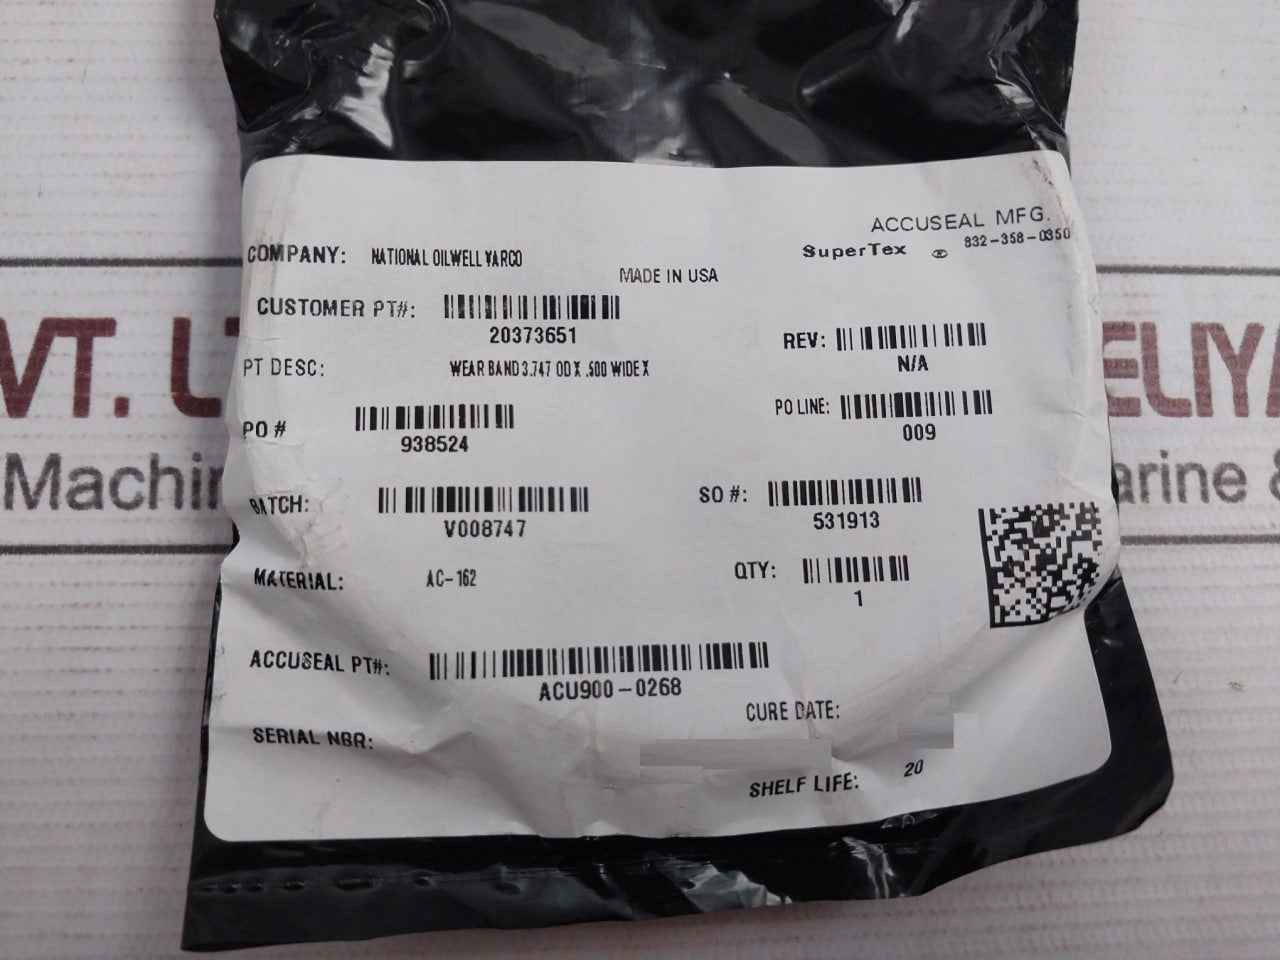 ACCUSEAL MFG.
COMPANY: NATIONAL OILWELL VARCO
SuperTex ® 832-358-0350
MADE IN USA
CUSTOMER PT#:
20373651
REV:
N/A
PT DESC: WEAR BAND 3.747 OD X .500 WIDE X
PO LINE:
009
PO #
938524
BATCH:
V008747
SO #:
531913
MATERIAL: AC-162
QTY:
1
ACCUSEAL PT#:
ACU900-0268
CURE DATE:
SERIAL NBR:
SHELF LIFE: 20
VT. L
ELIYA
Machin
arine &